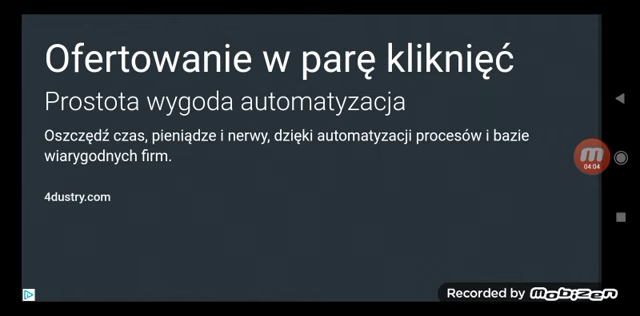 Ofertowanie w parę kliknięć
Prostota wygoda automatyzacja
Oszczędź czas, pieniądze i nerwy, dzięki automatyzacji procesów i bazie
wiarygodnych firm.
04:04
4dustry.com
Recorded by Mobizen